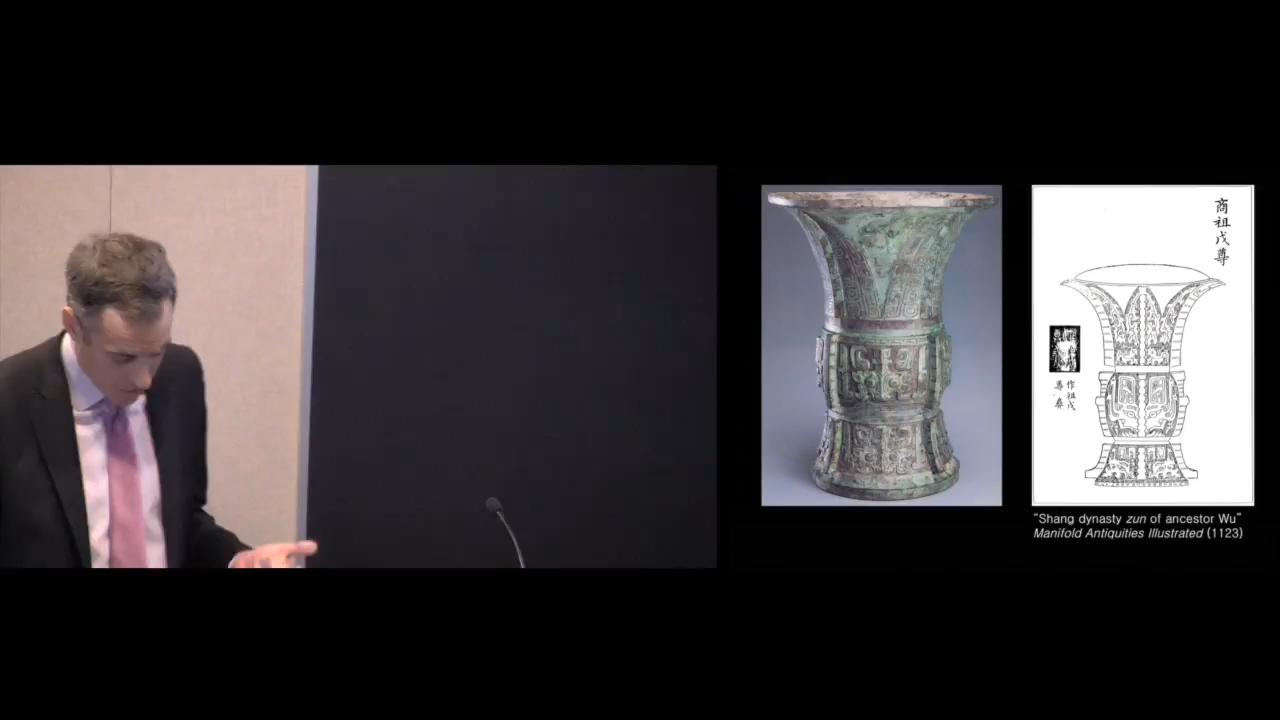 商祖戊尊
作祖戊
尊彝
“Shang dynasty zun of ancestor Wu”
Manifold Antiquities Illustrated (1123)